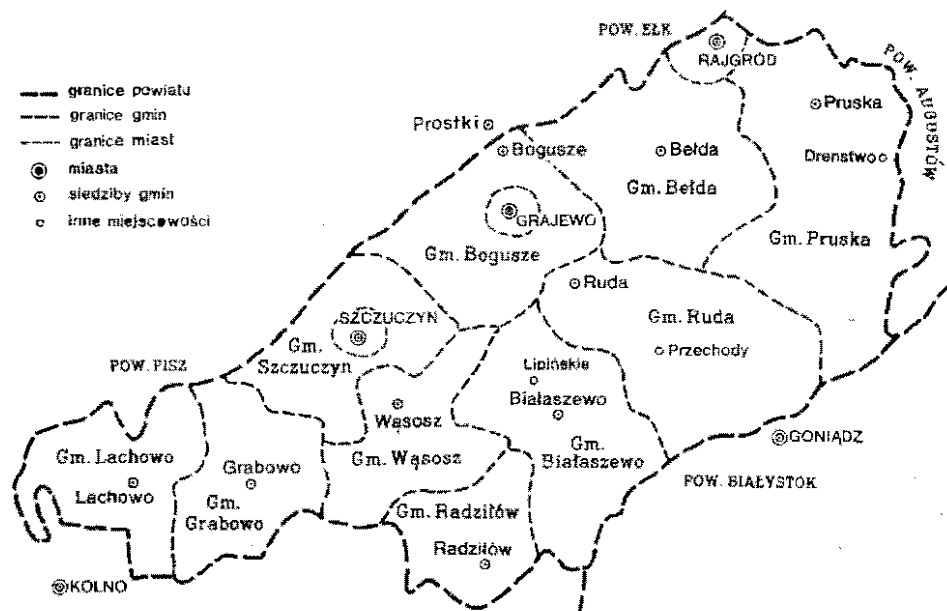 POW. EŁK
RAJGRÓD
POW. AUGUSTÓW
granice powiatu
granice gmin
granice miast
miasta
siedziby gmin
inne miejscowości
Prostki
Pruska
Bogusze
Bełda
Drenstwo
Gm. Bełda
GRAJEWO
Gm. Bogusze
Gm. Pruska
Ruda
SZCZUCZYN
Gm. Ruda
Gm.
Szczuczyn
Przechody
POW. PISZ
Lipińskie
Białaszewo
Wąsosz
GONIĄDZ
Gm.
Białaszewo
Gm. Lachowo
Grabowo
Gm. Wąsosz
POW. BIAŁYSTOK
Lachowo
Gm.
Grabowo
Gm. Radziłów
Radziłów
KOLNO